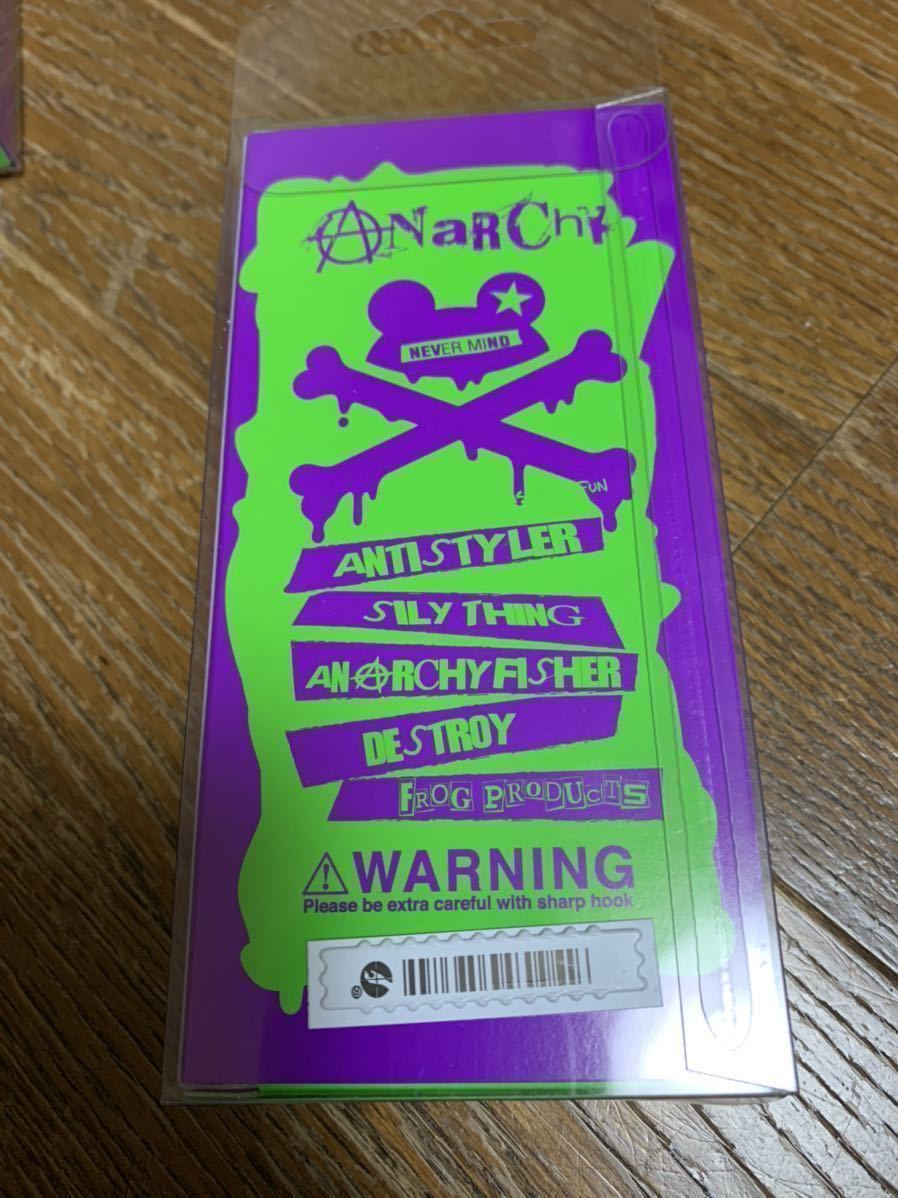 ANaRChy
NEVER MIND
FUN
ANTISTYLER
SILY THING
ANARCHY FISHER
DESTROY
FROG PRODUCTS
WARNING
Please be extra careful with sharp hook
®